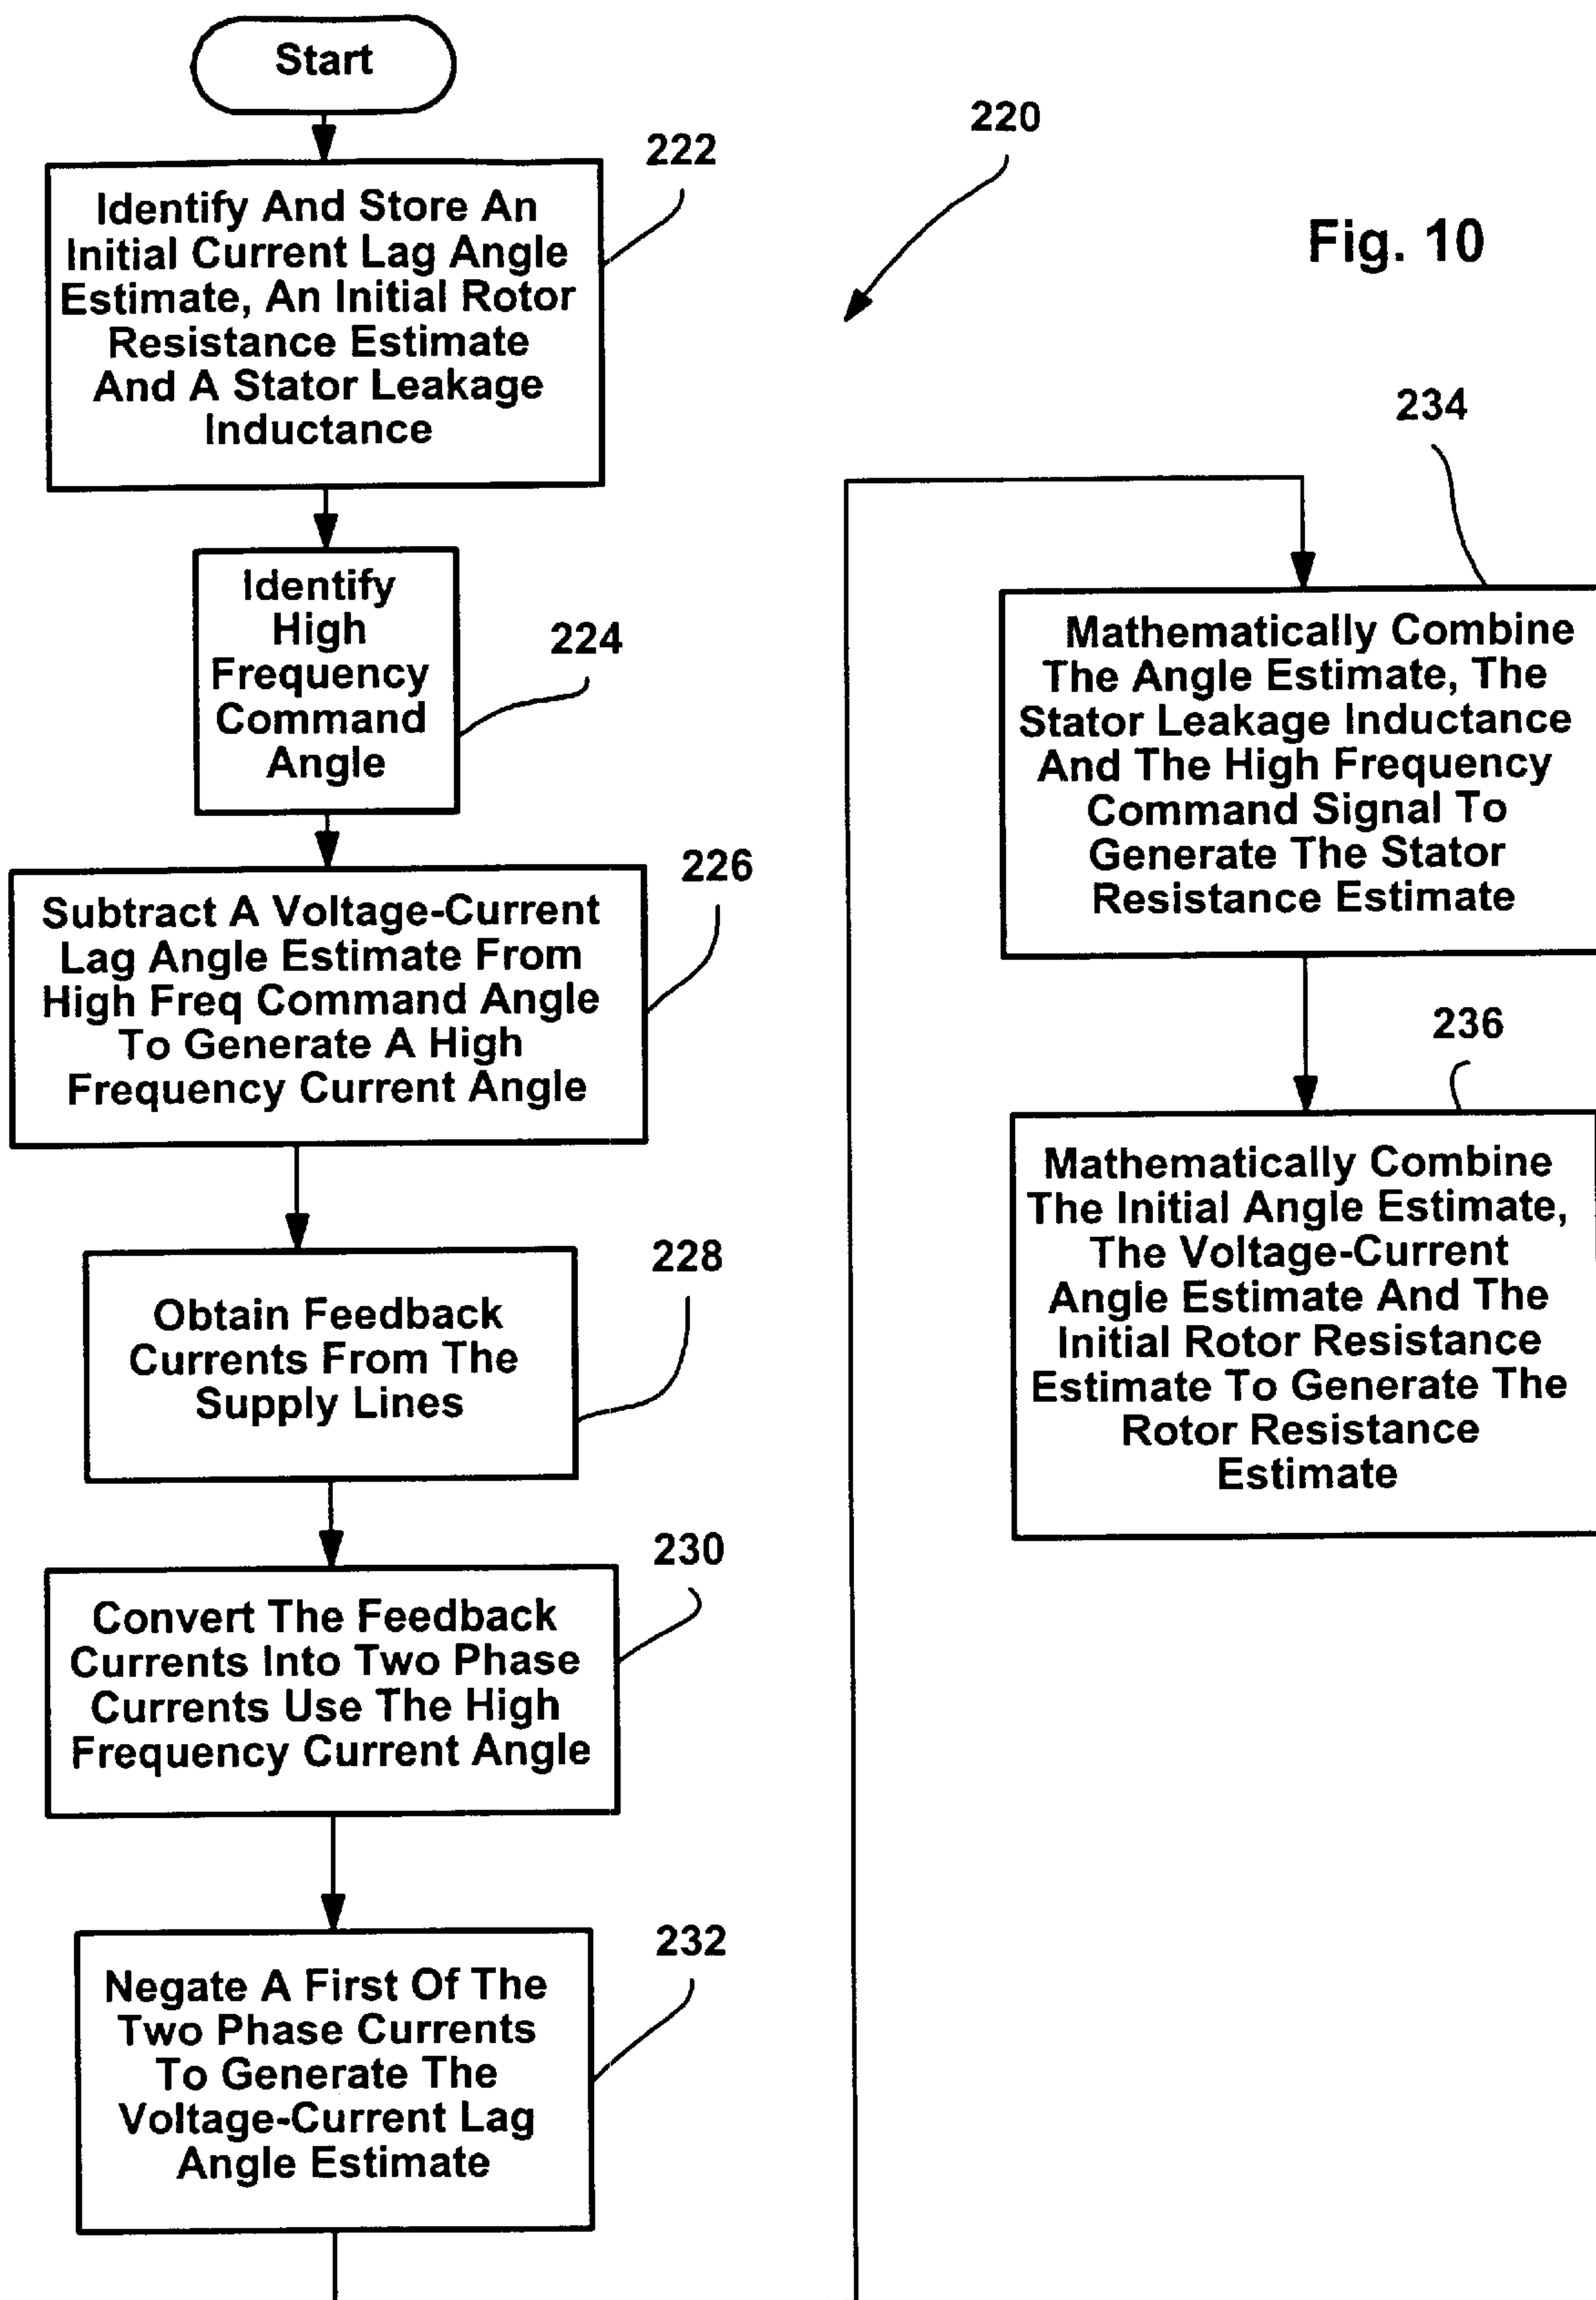 Start
220
Fig. 10
222
Identify And Store An
Initial Current Lag Angle
Estimate, An Initial Rotor
Resistance Estimate
And A Stator Leakage
Inductance
224
Identify
High
Frequency
Command
Angle
226
Subtract A Voltage-Current
Lag Angle Estimate From
High Freq Command Angle
To Generate A High
Frequency Current Angle
228
Obtain Feedback
Currents From The
Supply Lines
230
Convert The Feedback
Currents Into Two Phase
Currents Use The High
Frequency Current Angle
232
Negate A First Of The
Two Phase Currents
To Generate The
Voltage-Current Lag
Angle Estimate
234
Mathematically Combine
The Angle Estimate, The
Stator Leakage Inductance
And The High Frequency
Command Signal To
Generate The Stator
Resistance Estimate
236
Mathematically Combine
The Initial Angle Estimate,
The Voltage-Current
Angle Estimate And The
Initial Rotor Resistance
Estimate To Generate The
Rotor Resistance
Estimate